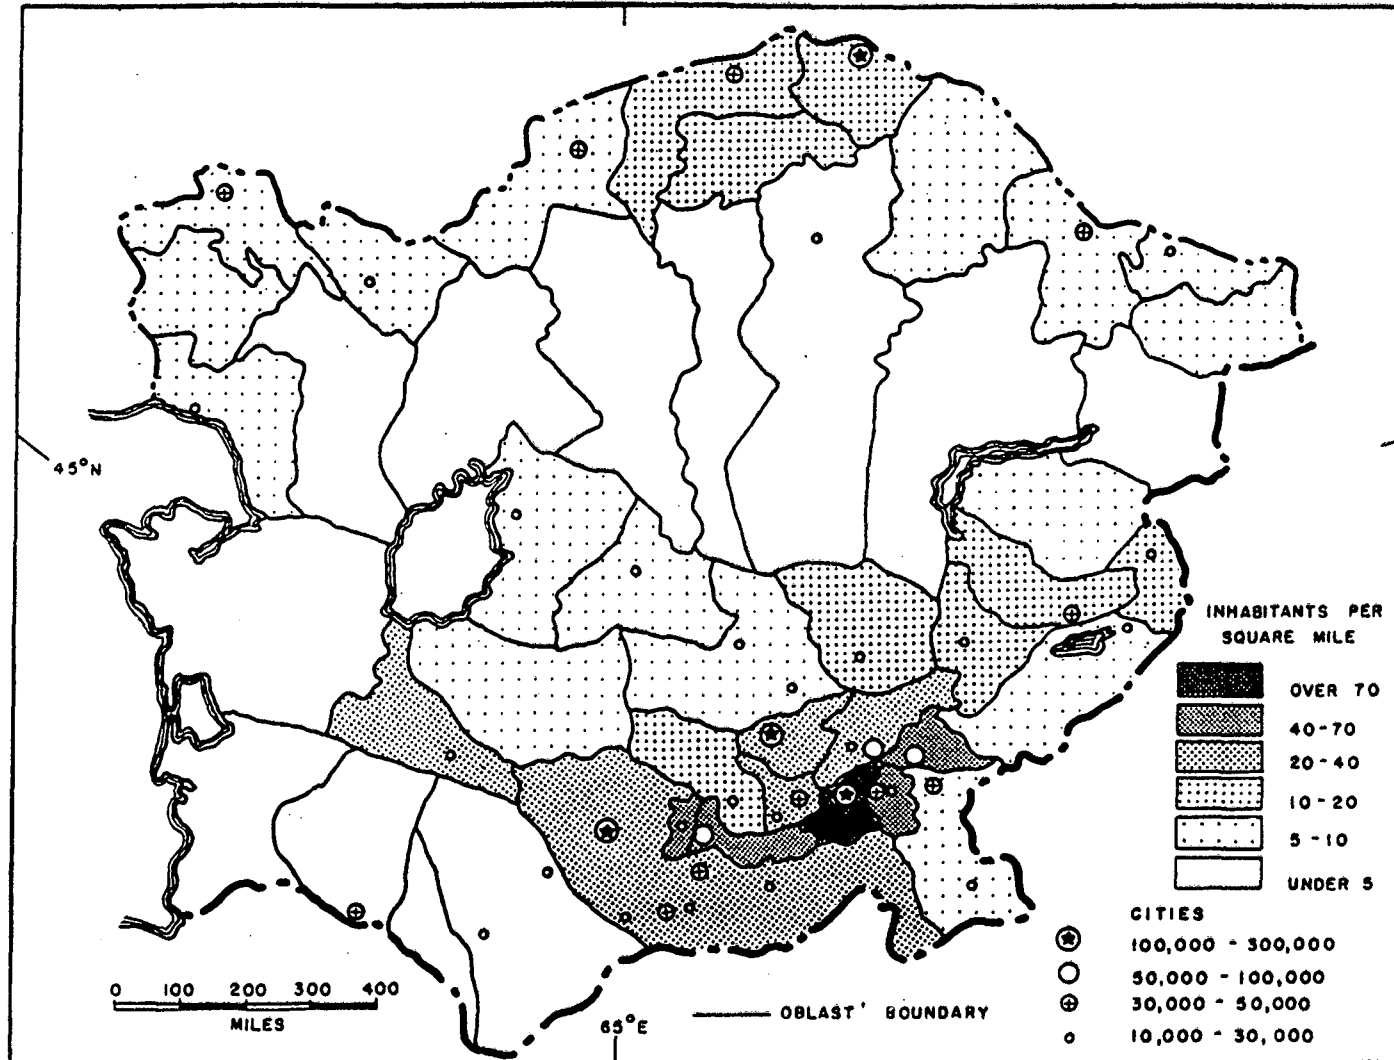 45°N
INHABITANTS PER
SQUARE MILE
OVER 70
40-70
20-40
10-20
5-10
UNDER 5
CITIES
100,000 - 300,000
50,000 - 100,000
30,000 - 50,000
10,000 - 30,000
0 100 200 300 400
MILES
65°E
OBLAST' BOUNDARY